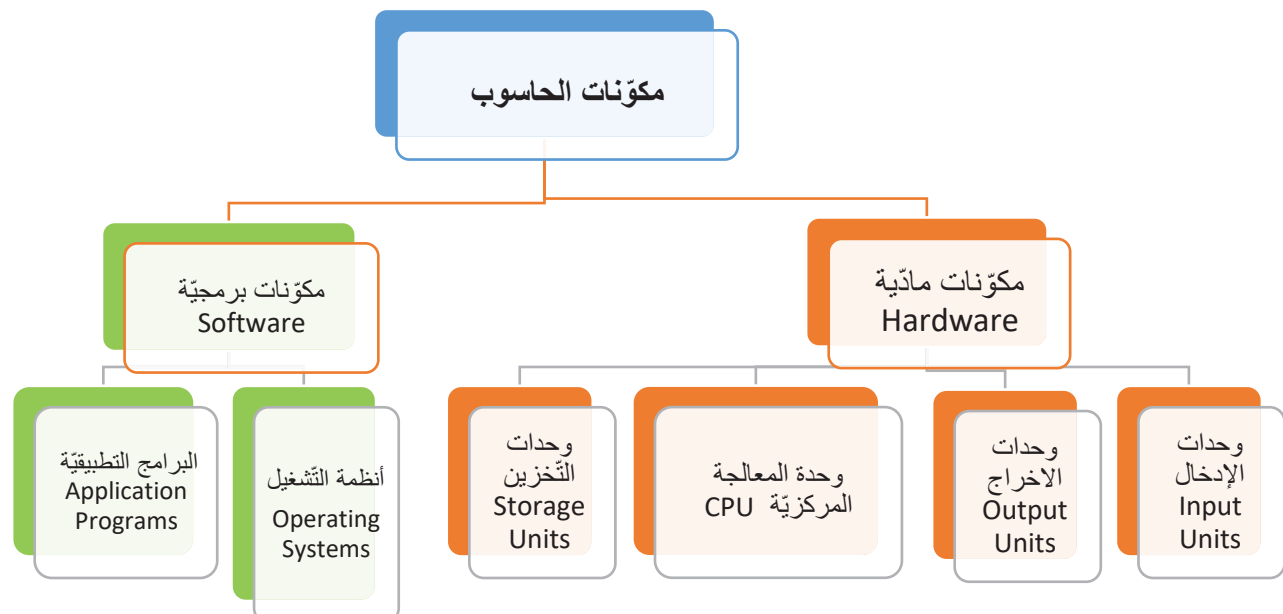 مكوّنات الحاسوب
مكوّنات مادّية
Hardware
مكوّنات برمجيّة
Software
وحدات
الإدخال
Input
Units
وحدات
الاخراج
Output
Units
وحدة المعالجة
المركزيّة CPU
وحدات
التّخزين
Storage
Units
أنظمة التّشغيل
Operating
Systems
البرامج التطبيقيّة
Application
Programs